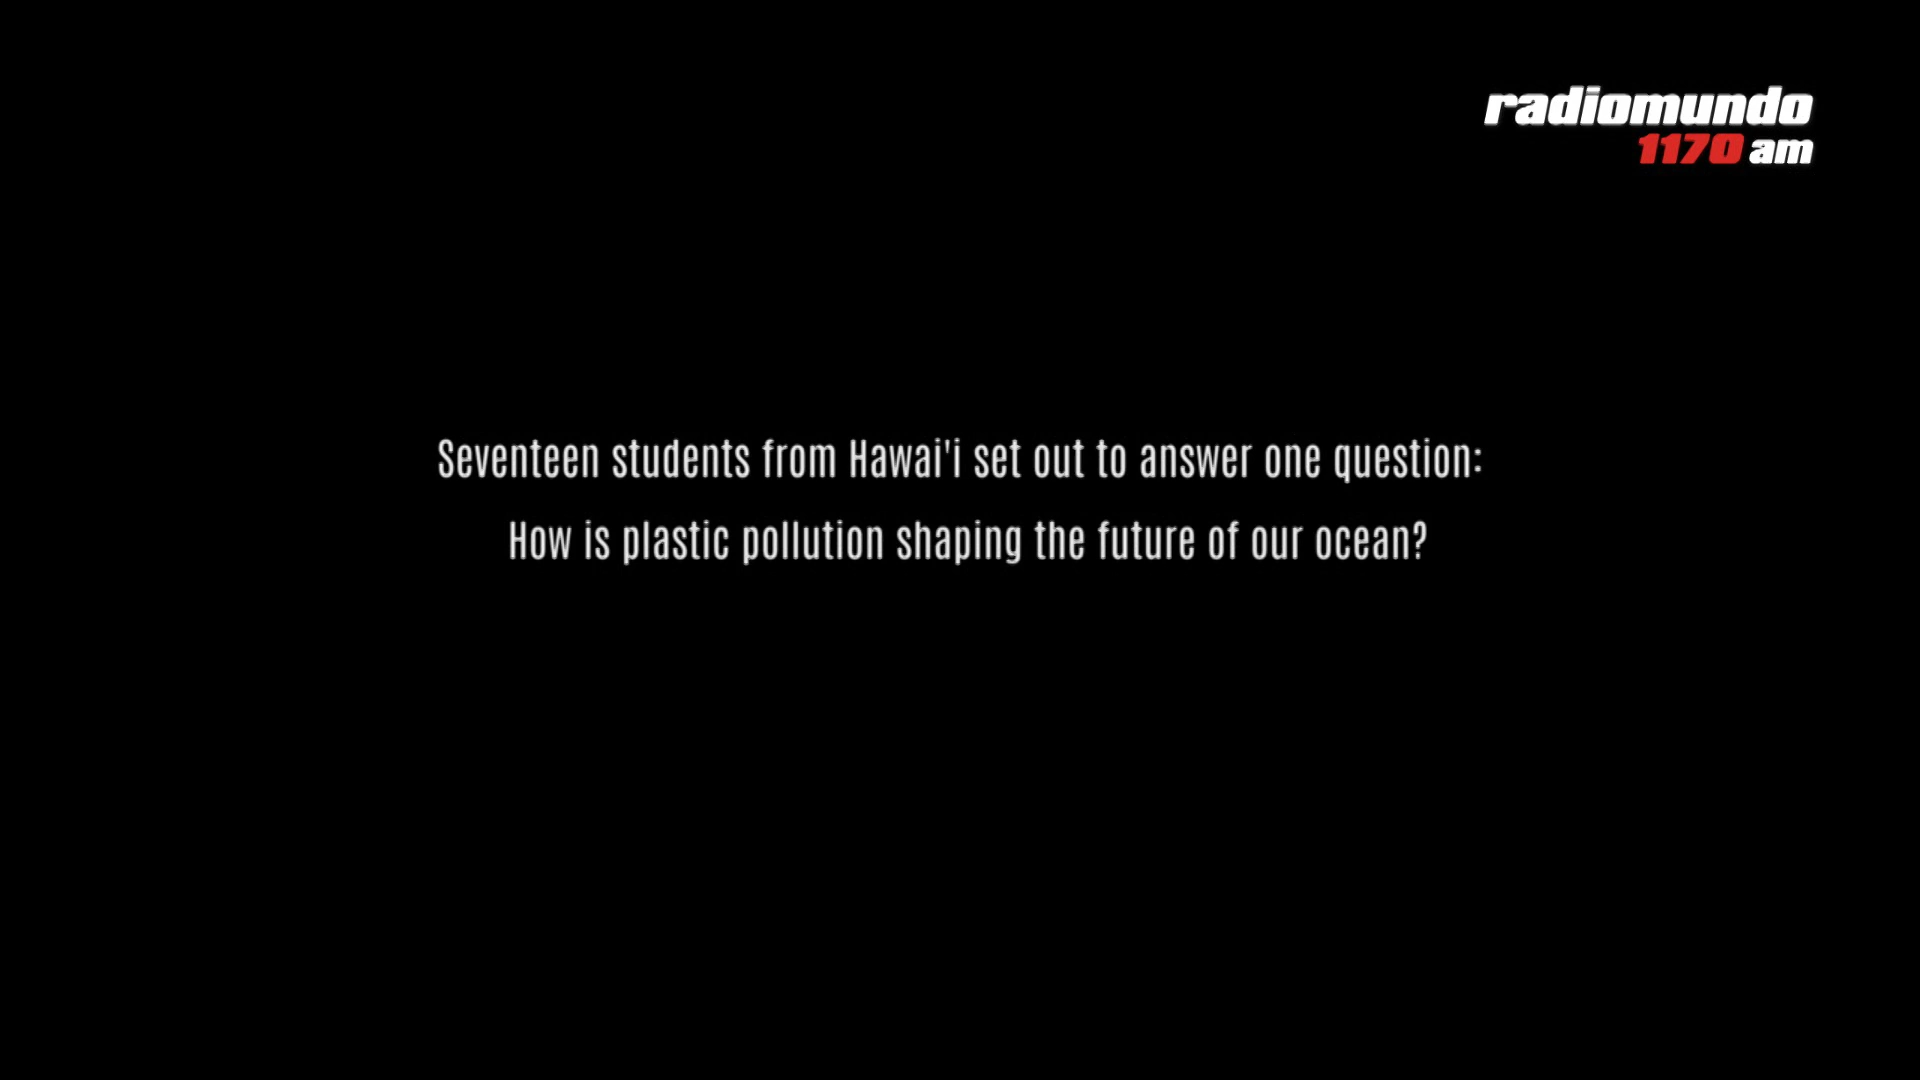 radiomundo
1170 am
Seventeen students from Hawai'i set out to answer one question:
How is plastic pollution shaping the future of our ocean?